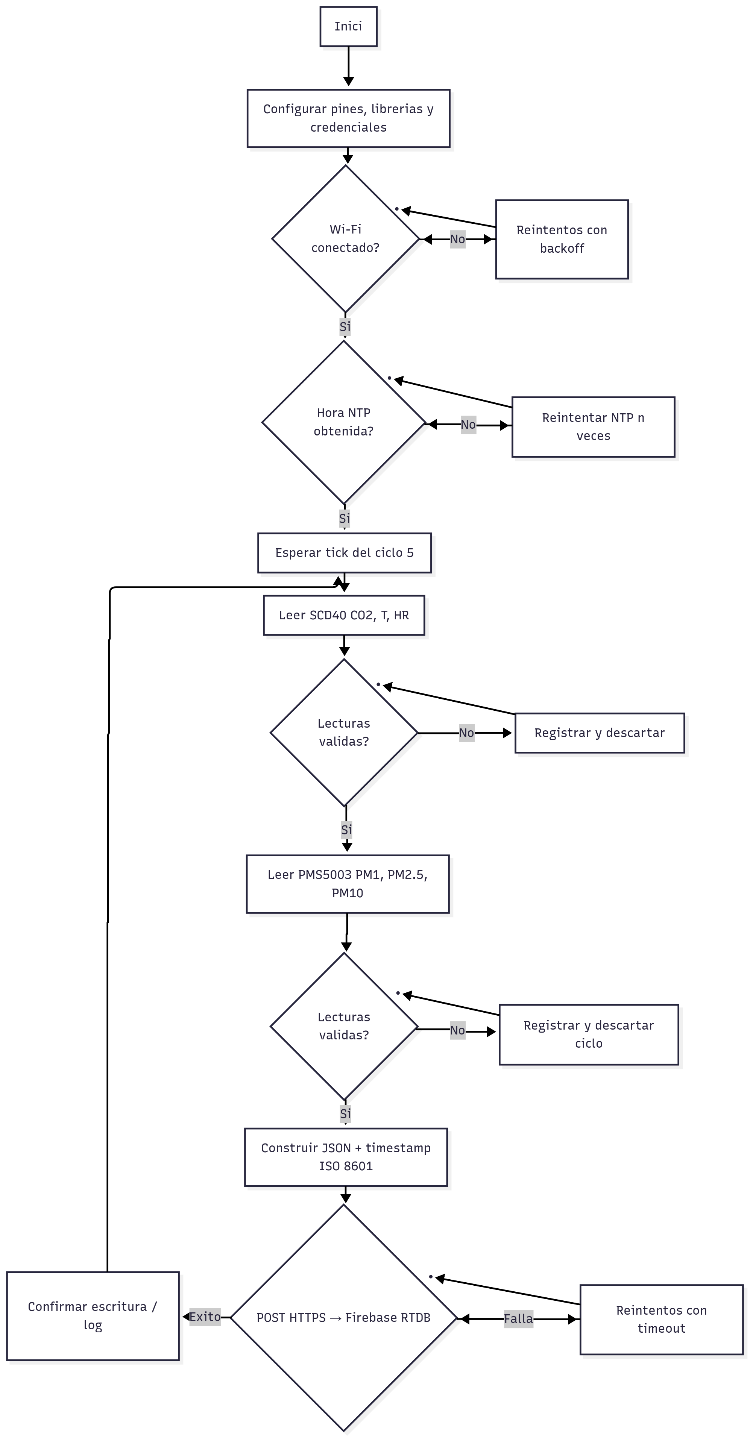 Inici
Configurar pines, librerias y
credenciales
Wi-Fi
conectado?
No
Reintentos con
backoff
Si
Hora NTP
obtenida?
No
Reintentar NTP n
veces
Si
Esperar tick del ciclo 5
Leer SCD40 CO2, T, HR
Lecturas
validas?
No
Registrar y descartar
Si
Leer PMS5003 PM1, PM2.5,
PM10
Lecturas
validas?
No
Registrar y descartar
ciclo
Si
Construir JSON + timestamp
ISO 8601
POST HTTPS → Firebase RTDB
Exito
Confirmar escritura /
log
Falla
Reintentos con
timeout